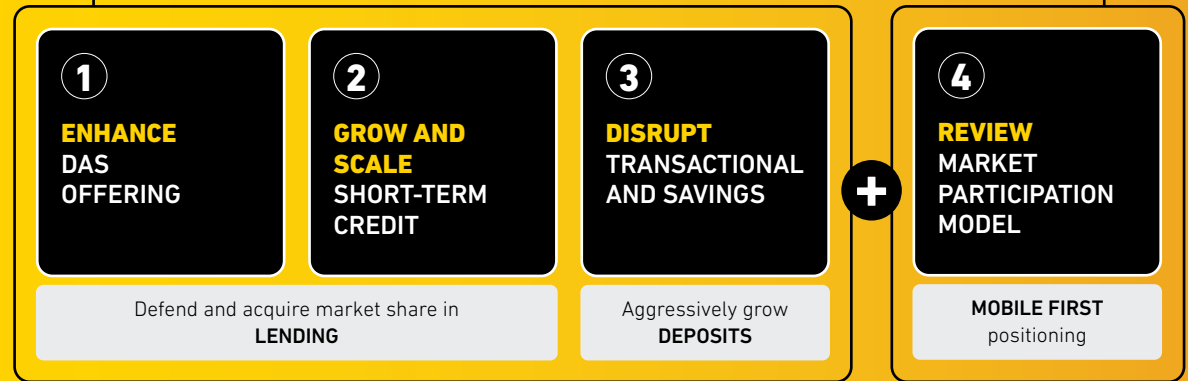 1
ENHANCE
DAS
OFFERING
2
GROW AND
SCALE
SHORT-TERM
CREDIT
Defend and acquire market share in
LENDING
3
DISRUPT
TRANSACTIONAL
AND SAVINGS
Aggressively grow
DEPOSITS
+
4
REVIEW
MARKET
PARTICIPATION
MODEL
MOBILE FIRST
positioning